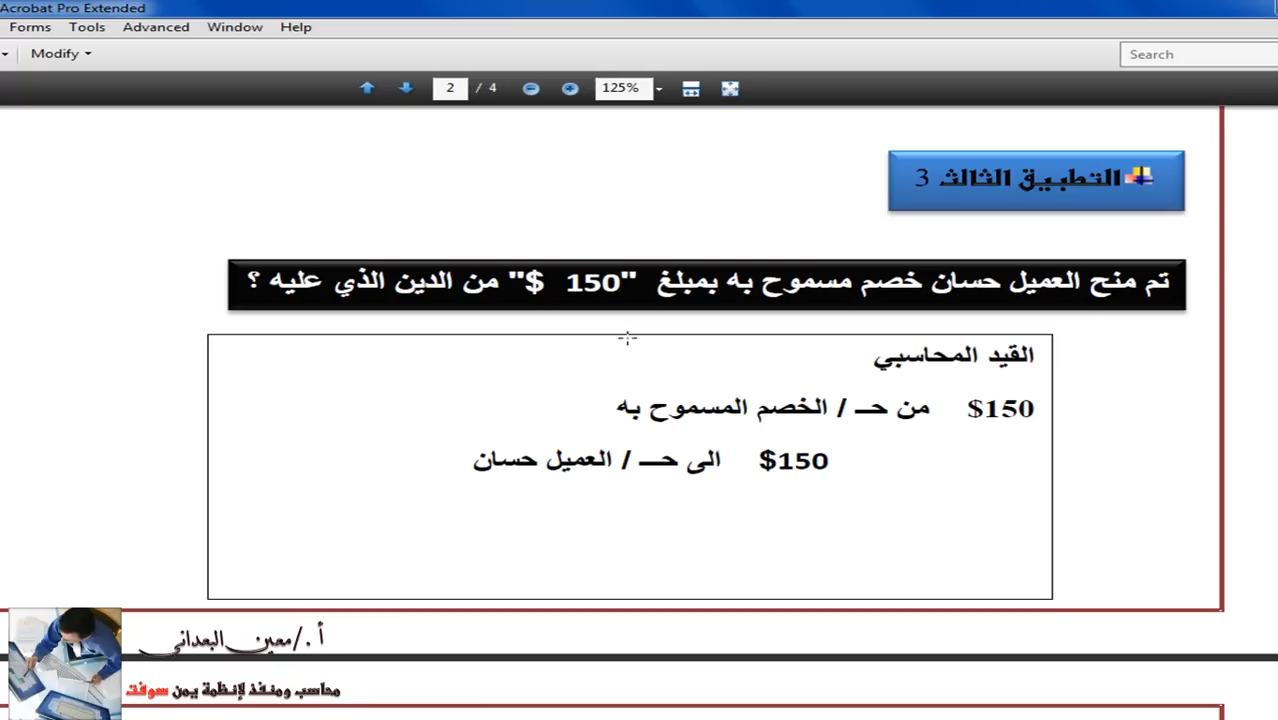 Acrobat Pro Extended
Forms Tools Advanced Window Help
Modify
Search
2 / 4 125%
التطبيق الثالث 3
تم منح العميل حسان خصم مسموح به بمبلغ "150 $" من الدين الذي عليه ؟
القيد المحاسبي
150$ من حـ / الخصم المسموح به
150$ الى حـــ / العميل حسان
أ./معين البعداني
محاسب ومنفذ لإنظمة يمن سوفت